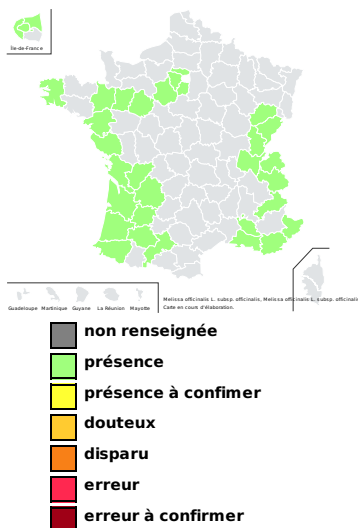 Île-de-France
Guadeloupe Martinique Guyane La Réunion Mayotte
Melissa officinalis L. subsp. officinalis, Melissa officinalis L. subsp. officinalis
Carte en cours d'élaboration.
non renseignée
présence
présence à confimer
douteux
disparu
erreur
erreur à confirmer